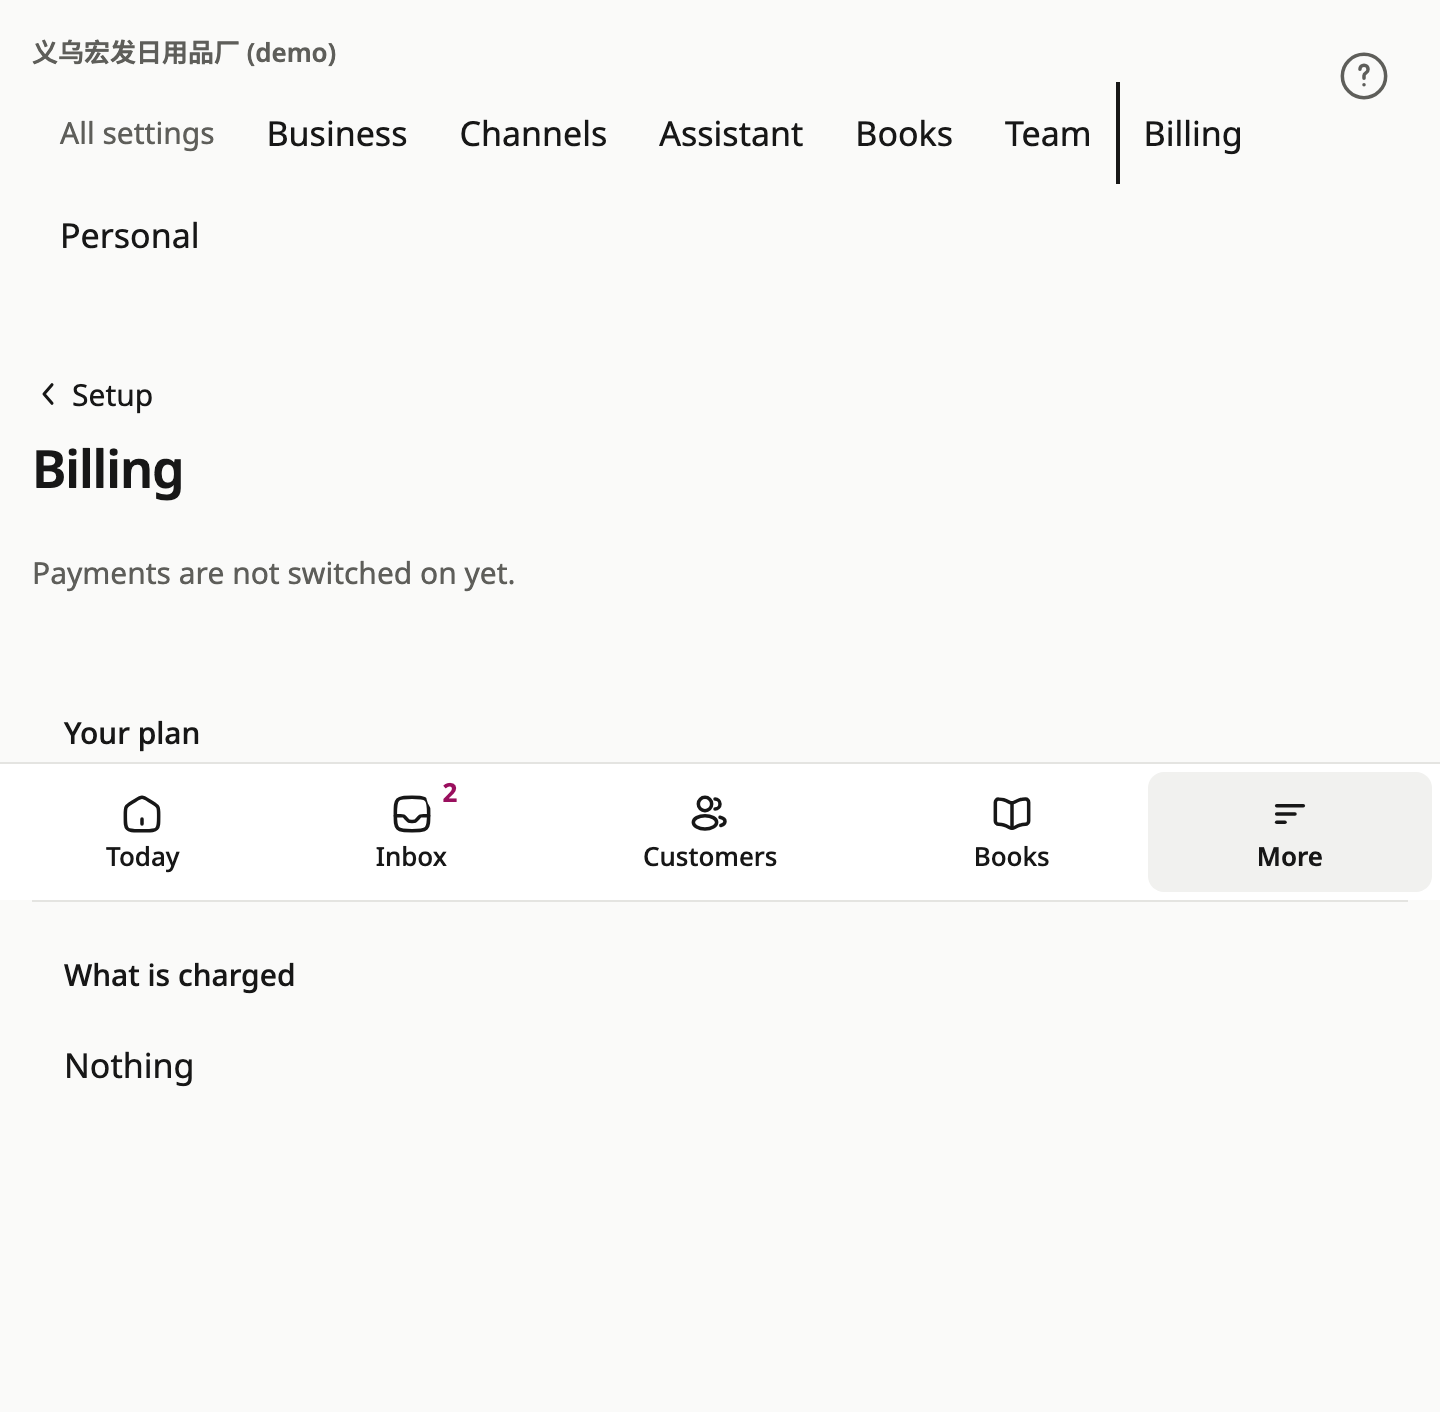 义乌宏发日用品厂 (demo)
All settings Business Channels Assistant Books Team Billing
Personal
Setup
Billing
Payments are not switched on yet.
Your plan
2
Today Inbox Customers Books More
What is charged
Nothing